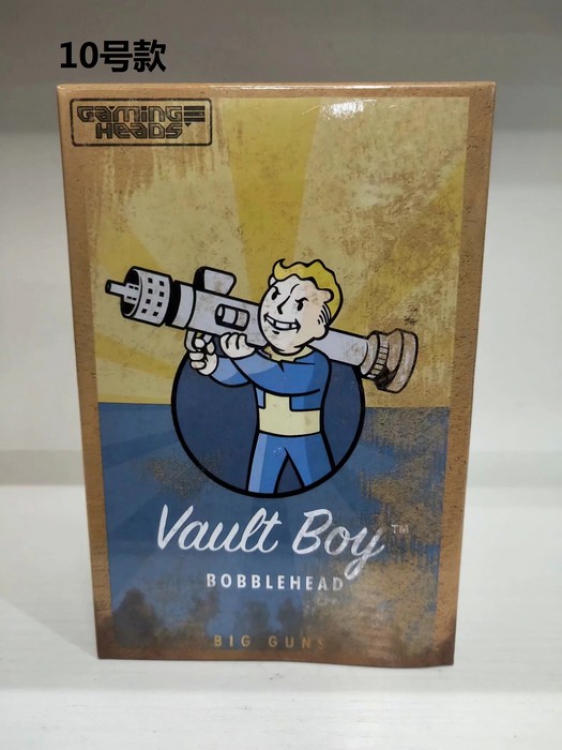 10号款
GAMING
HEADS
Vault Boy™
BOBBLEHEAD
BIG GUNS